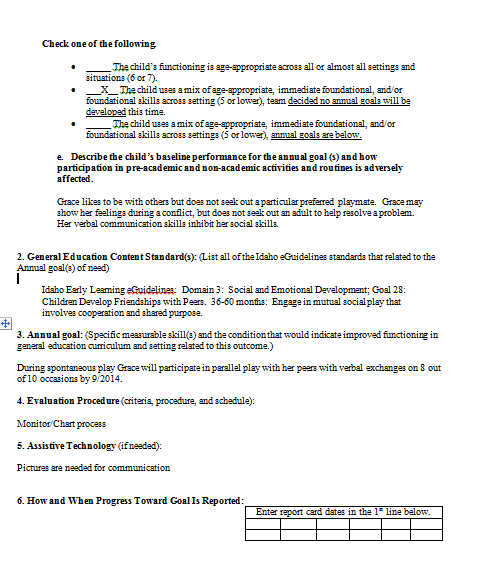 Check one of the following
• _____ The child's functioning is age-appropriate across all or almost all settings and
situations (6 or 7).
• __X__ The child uses a mix of age-appropriate, immediate foundational, and/or
foundational skills across setting (5 or lower), team decided no annual goals will be
developed this time.
• _____ The child uses a mix of age-appropriate, immediate foundational, and/or
foundational skills across settings (5 or lower), annual goals are below.
e. Describe the child's baseline performance for the annual goal (s) and how
participation in pre-academic and non-academic activities and routines is adversely
affected.
Grace likes to be with others but does not seek out a particular preferred playmate. Grace may
show her feelings during a conflict, but does not seek out an adult to help resolve a problem.
Her verbal communication skills inhibit her social skills.
2. General Education Content Standard(s): (List all of the Idaho eGuidelines standards that related to the
Annual goal(s) of need)
Idaho Early Learning eGuidelines: Domain 3: Social and Emotional Development; Goal 28:
Children Develop Friendships with Peers. 36-60 months: Engage in mutual social play that
involves cooperation and shared purpose.
3. Annual goal: (Specific measurable skill(s) and the condition that would indicate improved functioning in
general education curriculum and setting related to this outcome.)
During spontaneous play Grace will participate in parallel play with her peers with verbal exchanges on 8 out
of 10 occasions by 9/2014.
4. Evaluation Procedure (criteria, procedure, and schedule):
Monitor/Chart process
5. Assistive Technology (if needed):
Pictures are needed for communication
6. How and When Progress Toward Goal Is Reported:
Enter report card dates in the 1st line below.